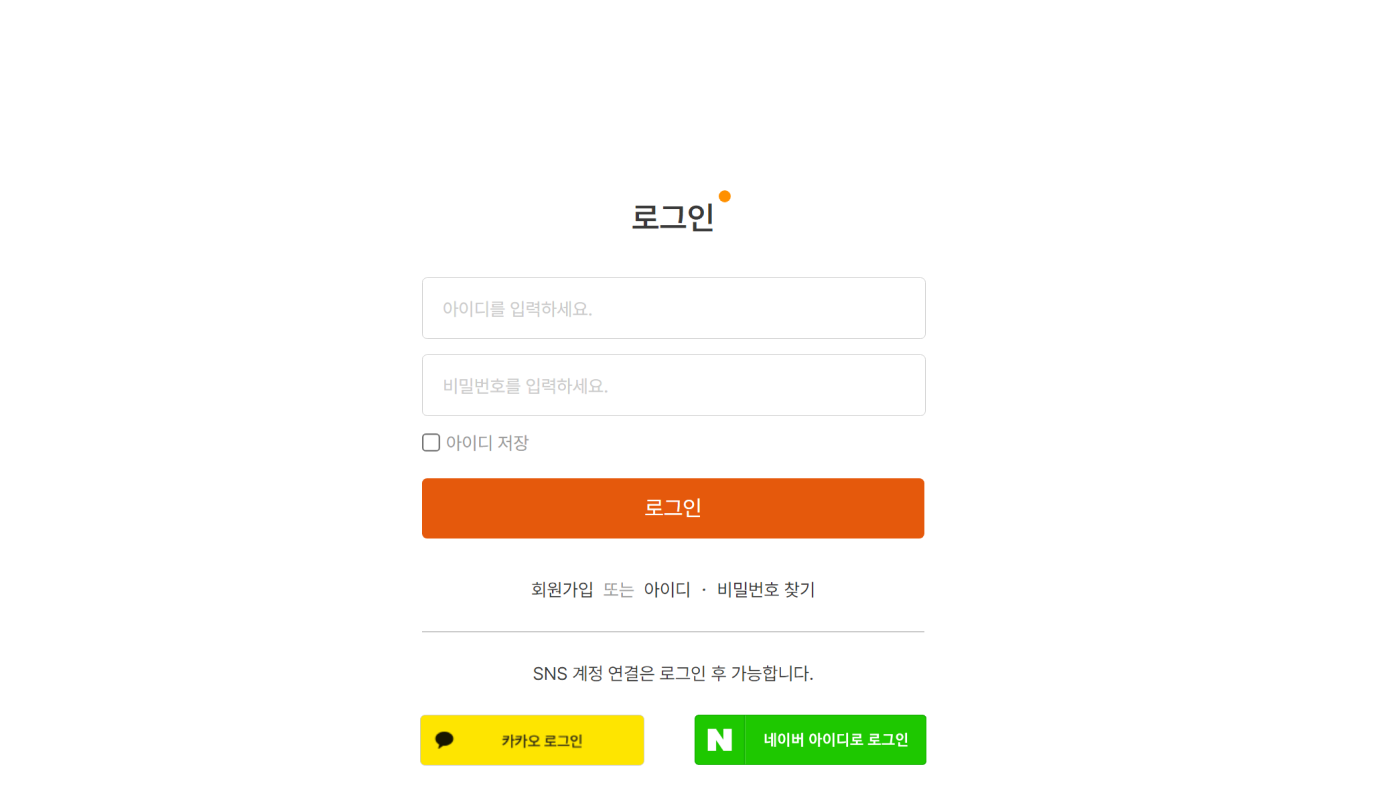 로그인
아이디를 입력하세요.
비밀번호를 입력하세요.
아이디 저장
로그인
회원가입 또는 아이디 · 비밀번호 찾기
SNS 계정 연결은 로그인 후 가능합니다.
카카오 로그인
N 네이버 아이디로 로그인